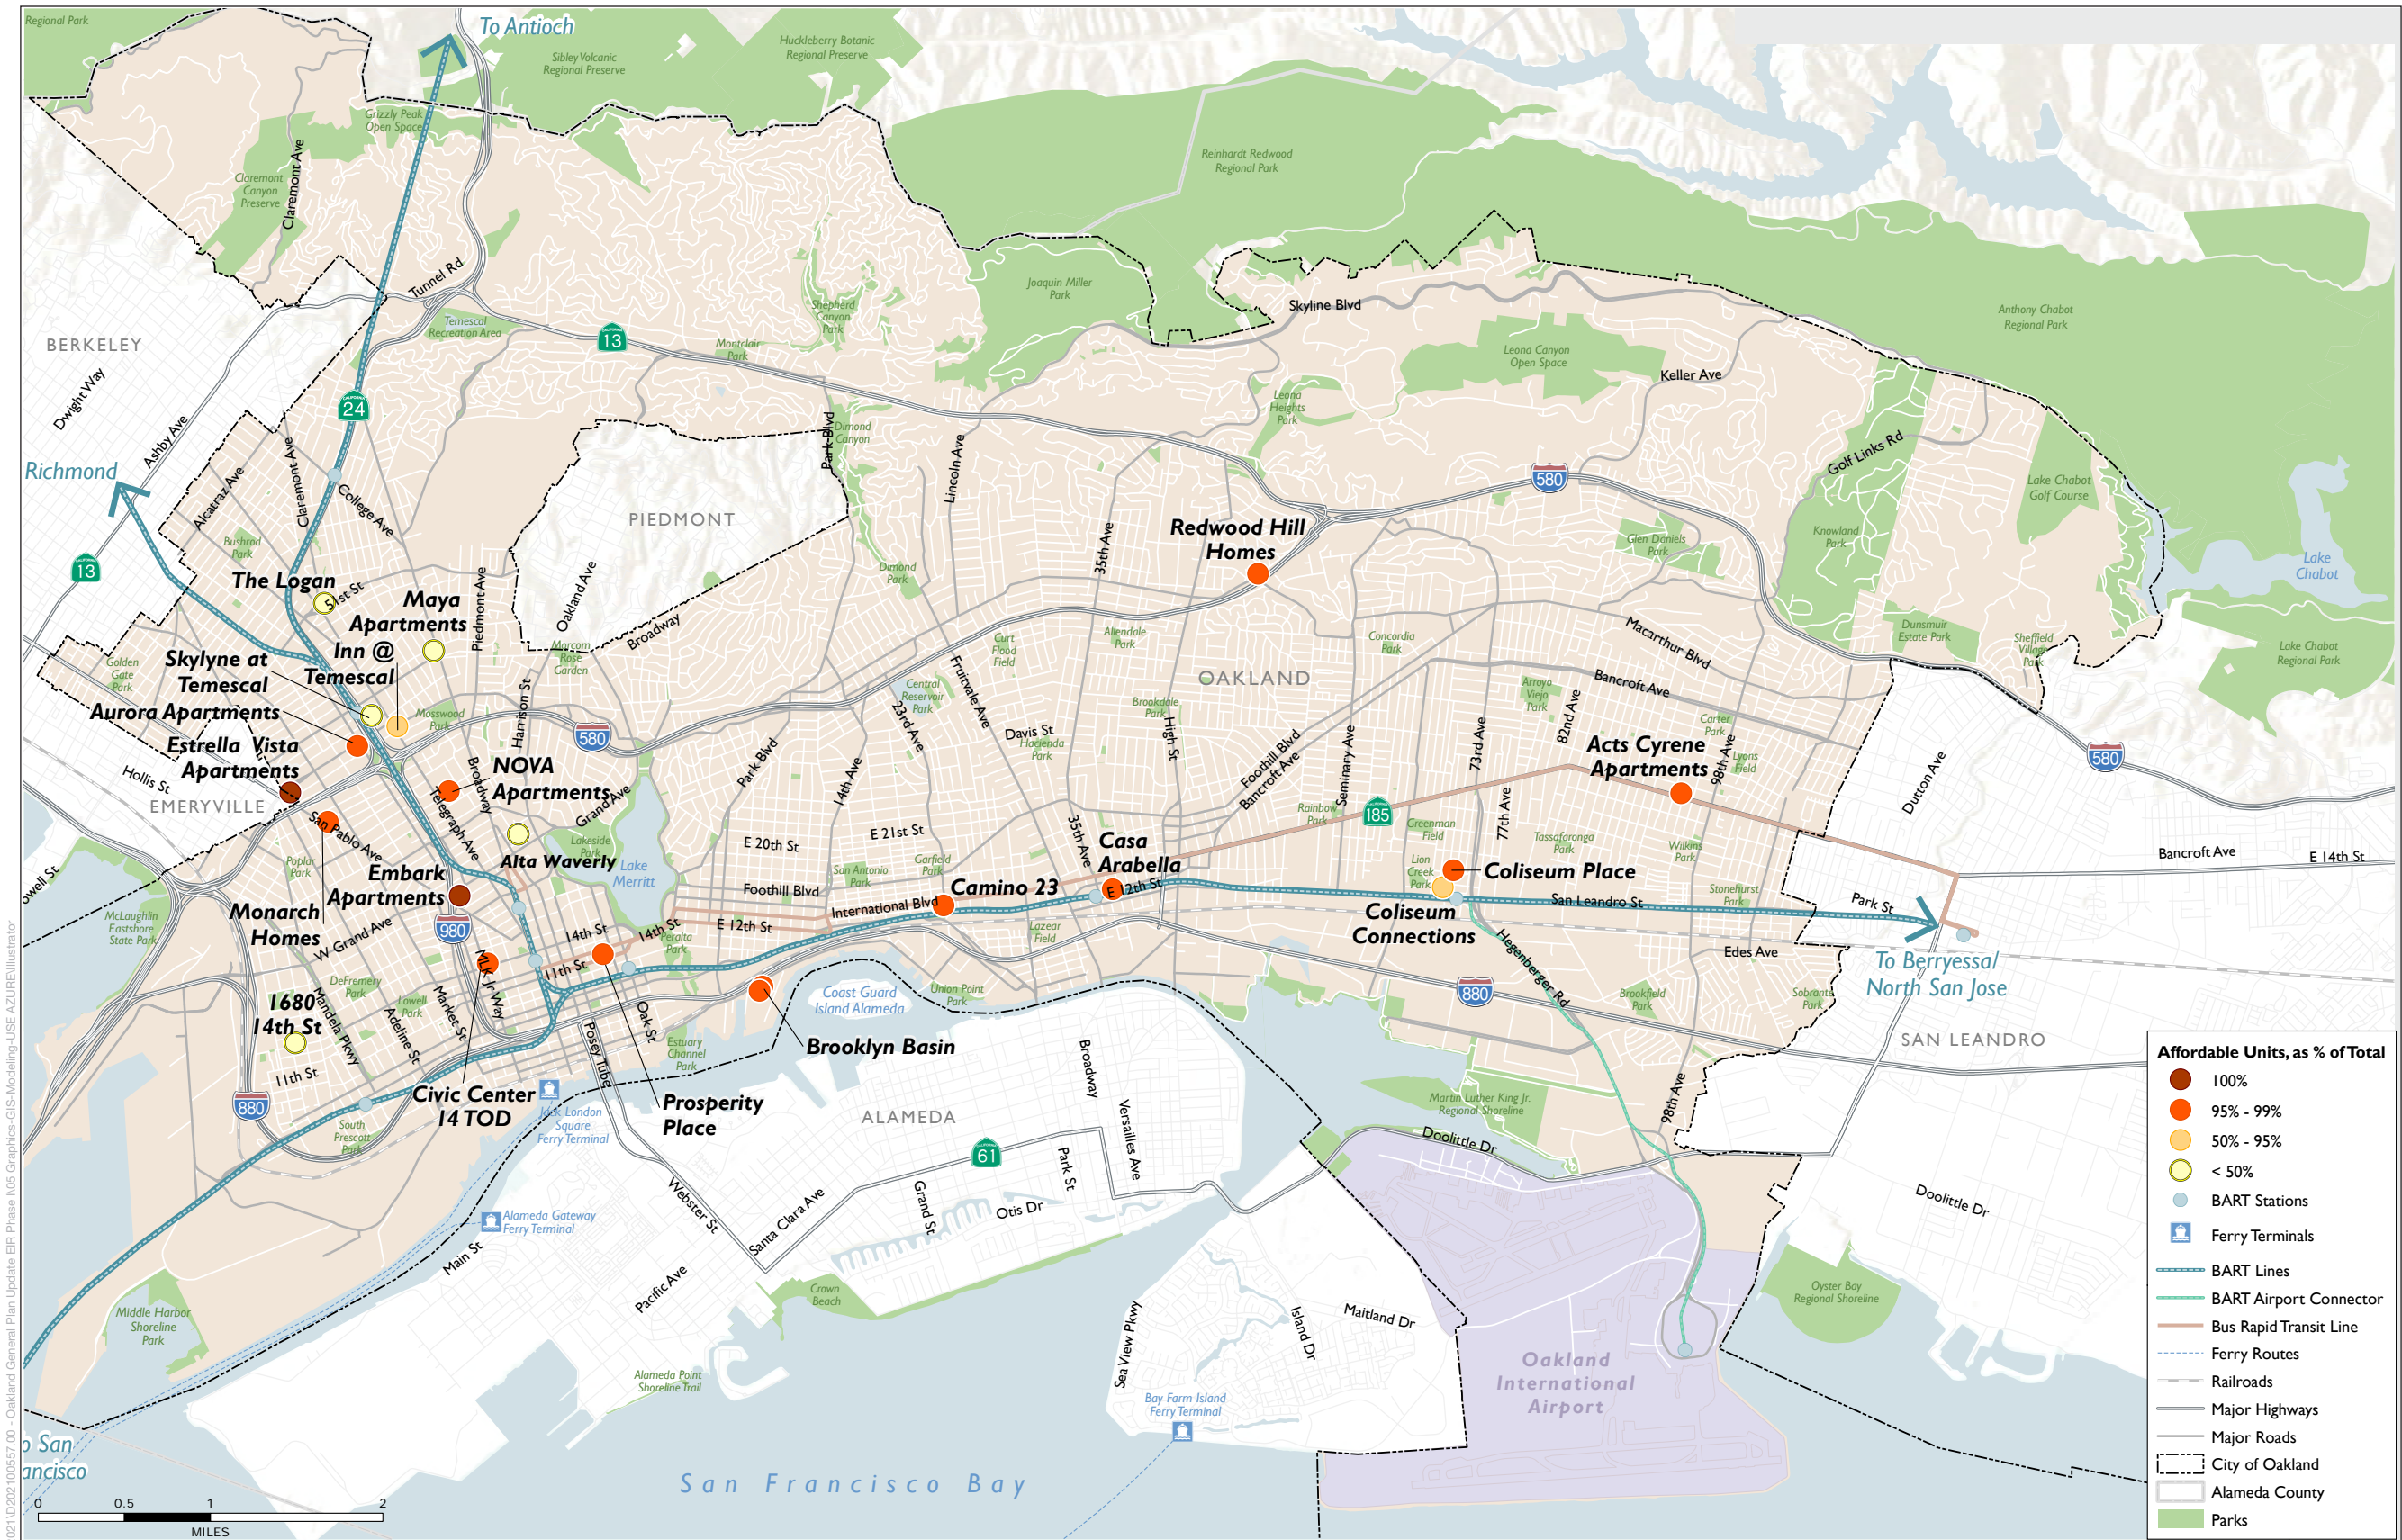 Regional Park
To Antioch
Sibley Volcanic
Regional Preserve
Huckleberry Botanic
Regional Preserve
Grizzly Peak
Open Space
Claremont Ave
Claremont
Canyon
Preserve
Reinhardt Redwood
Regional Park
Tunnel Rd
Temescal
Recreation Area
Shepherd
Canyon
Park
Joaquin Miller
Park
Skyline Blvd
Anthony Chabot
Regional Park
BERKELEY
Dwight Way
Ashby Ave
CALIFORNIA
13
Montclair
Park
Leona Canyon
Open Space
Keller Ave
CALIFORNIA
24
Leona
Heights
Park
Park Blvd
Dimond
Canyon
Lincoln Ave
Golf Links Rd
Richmond
Alcatraz Ave
Claremont Ave
College Ave
580
Lake Chabot
Golf Course
PIEDMONT
Redwood Hill
Homes
35th Ave
Knowland
Park
Glen Daniels
Park
Bushrod
Park
CALIFORNIA
13
Lake
Chabot
The Logan
51st St
Maya
Apartments
Piedmont Ave
Oakland Ave
Broadway
Dimond
Park
Inn @
Temescal
Skylyne at
Temescal
Golden
Gate
Park
Morcom
Rose
Garden
Curt
Flood
Field
Allendale
Park
Concordia
Park
Macarthur Blvd
Dunsmuir
Estate Park
Sheffield
Village
Park
Lake Chabot
Regional Park
OAKLAND
Bancroft Ave
Aurora Apartments
Mosswood
Park
Harrison St
Central
Reservoir
Park
Fruitvale Ave
23rd Ave
Brookdale
Park
Arroyo
Viejo
Park
82nd Ave
Carter
Park
Estrella Vista
Apartments
Hollis St
EMERYVILLE
580
Davis St
Hacienda
Park
High St
Foothill Blvd
Bancroft Ave
Seminary Ave
73rd Ave
Acts Cyrene
Apartments
98th Ave
Lyons
Field
Dutton Ave
580
NOVA
Apartments
Broadway
Telegraph Ave
Grand Ave
Park Blvd
14th Ave
Rainbow
Park
CALIFORNIA
185
77th Ave
Greenman
Field
Tassaforonga
Park
Wilkins
Park
San Pablo Ave
Poplar
Park
Alta Waverly
Lakeside
Park
Lake
Merritt
E 20th St
E 21st St
35th Ave
Casa
Arabella
Bancroft Ave
E 14th St
Embark
Apartments
San Antonio
Park
Garfield
Park
Foothill Blvd
Camino 23
E 12th St
Lion
Creek
Park
Coliseum Place
Stonehurst
Park
San Leandro St
Park St
McLaughlin
Eastshore
State Park
Monarch
Homes
W Grand Ave
980
14th St
14th St
International Blvd
E 12th St
Peralta
Park
Lazear
Field
Coliseum
Connections
Hegenberger Rd
Edes Ave
To Berryessa/
North San Jose
DeFremery
Park
Lowell
Park
MLK Jr Way
11th St
1680
14th St
Mandela Pkwy
Adeline St
Market St
Oak St
Posey Tube
Coast Guard
Island Alameda
Union Point
Park
880
Brookfield
Park
Sobrante
Park
SAN LEANDRO
Estuary
Channel
Park
Brooklyn Basin
11th St
880
Civic Center
14 TOD
Jack London
Square
Ferry Terminal
Prosperity
Place
ALAMEDA
Broadway
Versailles Ave
South
Prescott
Park
Martin Luther King Jr.
Regional Shoreline
98th Ave
Doolittle Dr
CALIFORNIA
61
Park St
Webster St
Santa Clara Ave
Grand St
Otis Dr
Doolittle Dr
Alameda Gateway
Ferry Terminal
Main St
Pacific Ave
Crown
Beach
Oyster Bay
Regional Shoreline
Middle Harbor
Shoreline
Park
Sea View Pkwy
Island Dr
Maitland Dr
Oakland
International
Airport
Alameda Point
Shoreline Trail
Bay Farm Island
Ferry Terminal
San Francisco Bay
0 0.5 1 2
MILES
Affordable Units, as % of Total
100%
95% - 99%
50% - 95%
< 50%
BART Stations
Ferry Terminals
BART Lines
BART Airport Connector
Bus Rapid Transit Line
Ferry Routes
Railroads
Major Highways
Major Roads
City of Oakland
Alameda County
Parks
021\D202100557.00 - Oakland General Plan Update EIR Phase I\05 Graphics-GIS-Modeling-USE AZURE\Illustrator